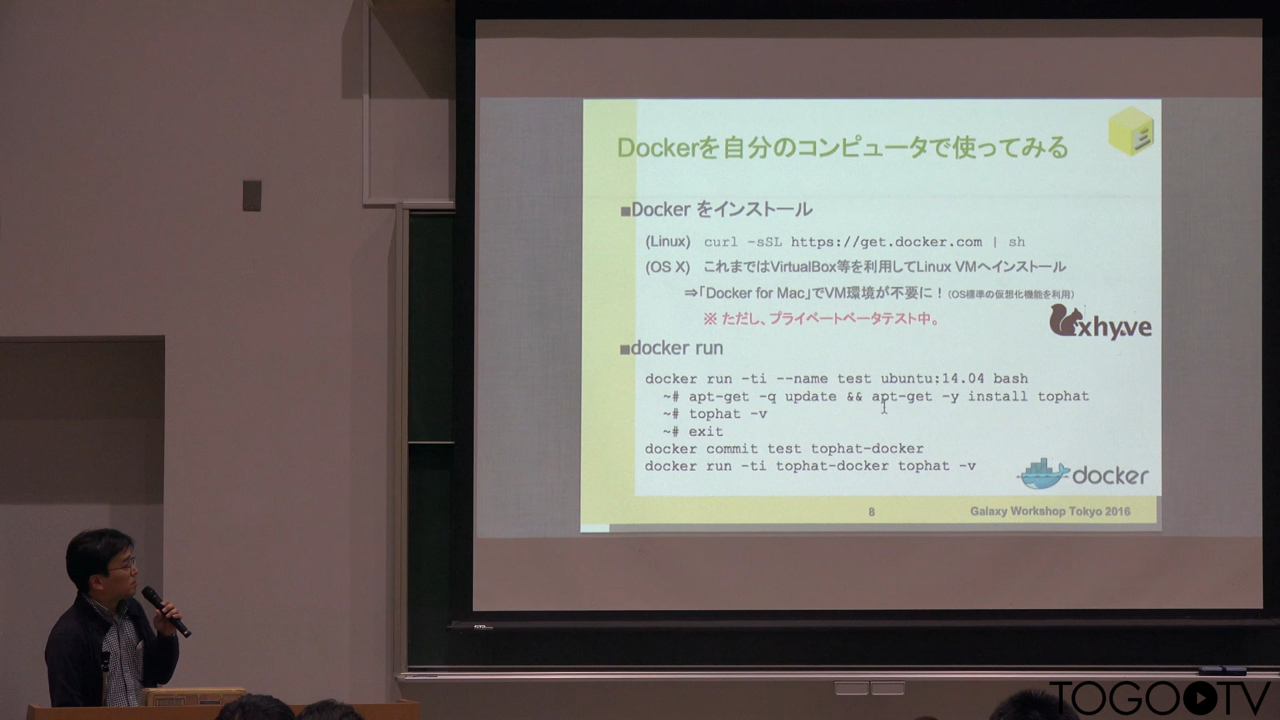 Dockerを自分のコンピュータで使ってみる
■Docker をインストール
(Linux) curl -sSL https://get.docker.com | sh
(OS X) これまではVirtualBox等を利用してLinux VMへインストール
⇒「Docker for Mac」でVM環境が不要に！(OS標準の仮想化機能を利用)
※ ただし、プライベートベータテスト中。
xhyve
■docker run
docker run -ti --name test ubuntu:14.04 bash
~# apt-get -q update && apt-get -y install tophat
~# tophat -v
~# exit
docker commit test tophat-docker
docker run -ti tophat-docker tophat -v
docker
8 Galaxy Workshop Tokyo 2016
TOGOTV